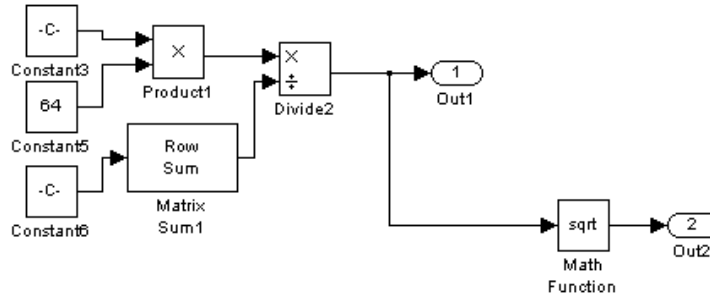 -C-
Constant3
×
Product1
64
Constant5
-C-
Constant6
Row
Sum
Matrix
Sum1
×
÷
Divide2
1
Out1
sqrt
Math
Function
2
Out2